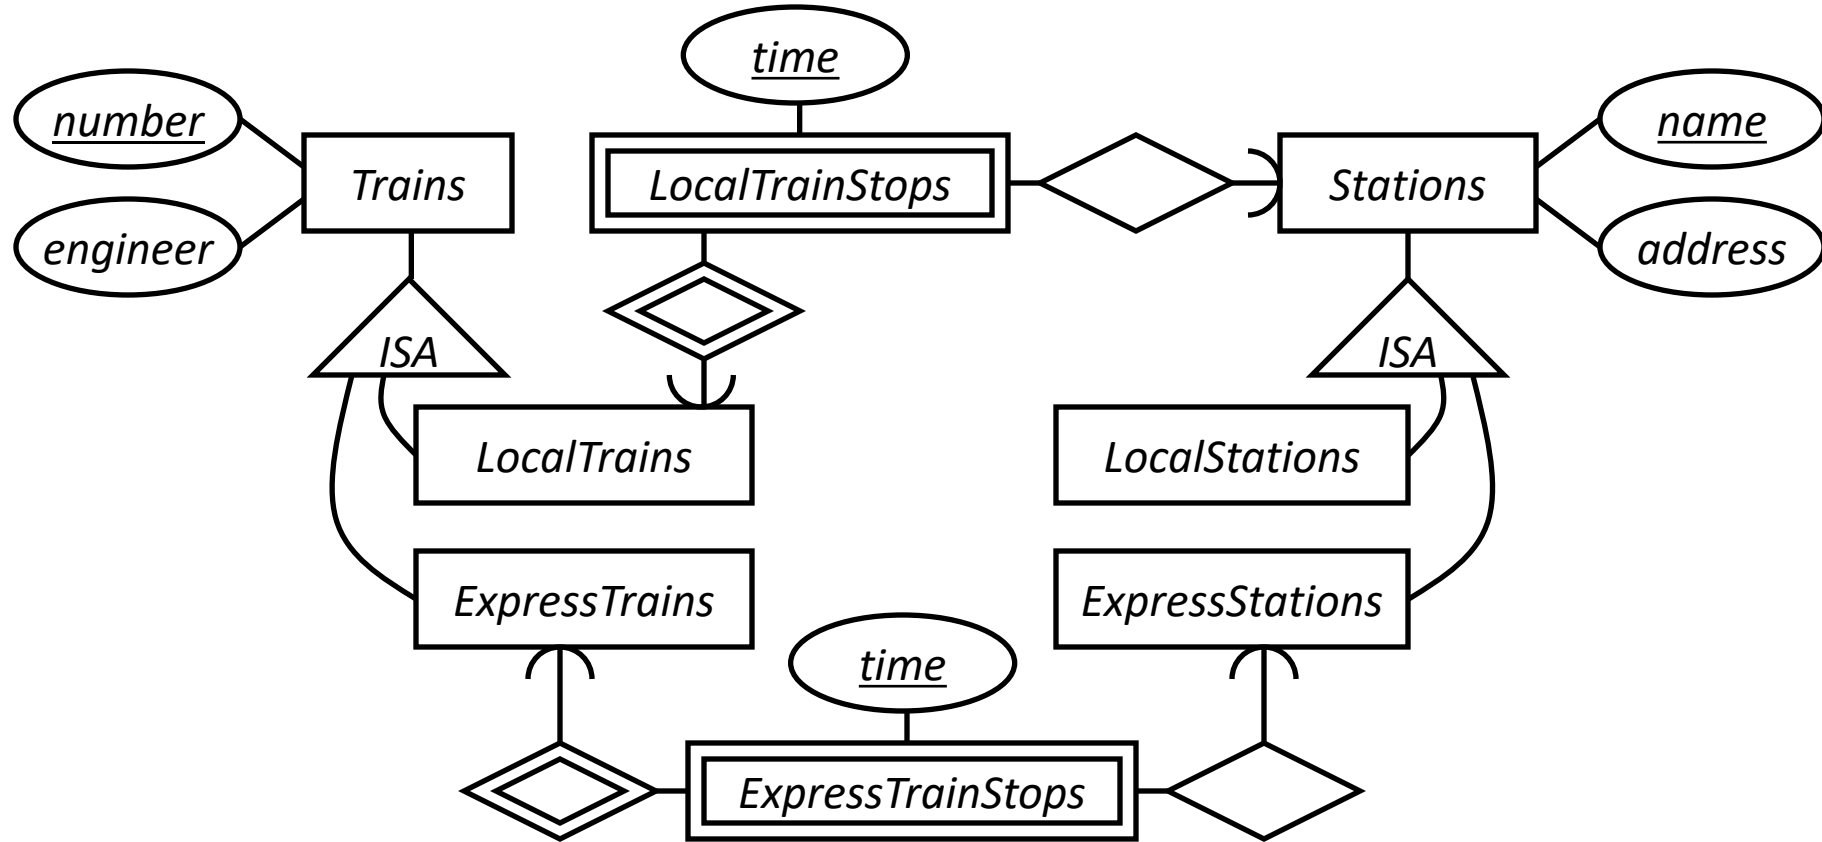 time
number
name
Trains
LocalTrainStops
Stations
engineer
address
ISA
ISA
LocalTrains
LocalStations
ExpressTrains
ExpressStations
time
ExpressTrainStops